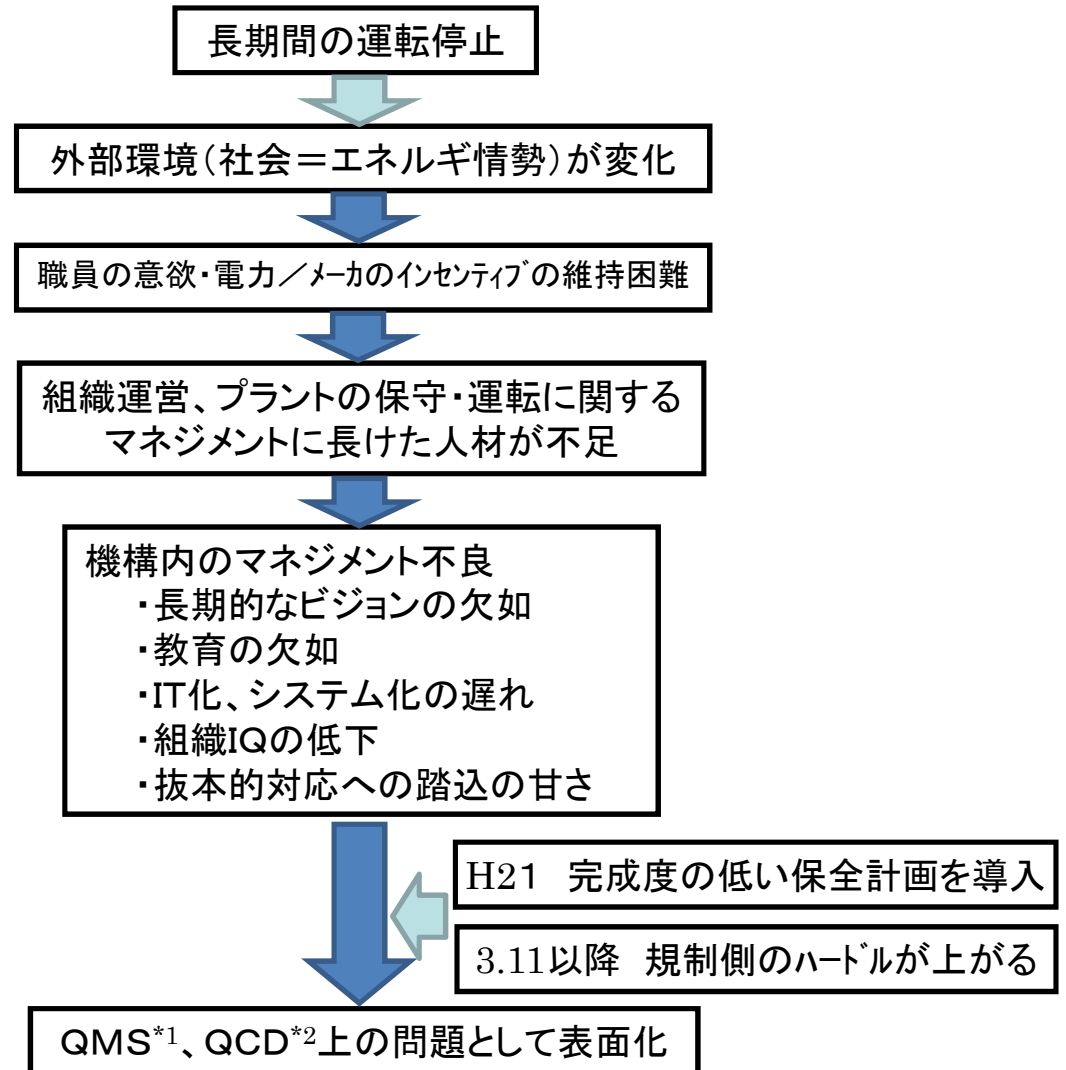 長期間の運転停止
外部環境(社会=エネルギ情勢)が変化
職員の意欲・電力/ﾒｰｶのｲﾝｾﾝﾃｨﾌﾞの維持困難
組織運営、プラントの保守・運転に関する
マネジメントに長けた人材が不足
機構内のマネジメント不良
・長期的なビジョンの欠如
・教育の欠如
・IT化、システム化の遅れ
・組織IQの低下
・抜本的対応への踏込の甘さ
H21 完成度の低い保全計画を導入
3.11以降 規制側のﾊｰﾄﾞﾙが上がる
QMS*1、QCD*2上の問題として表面化